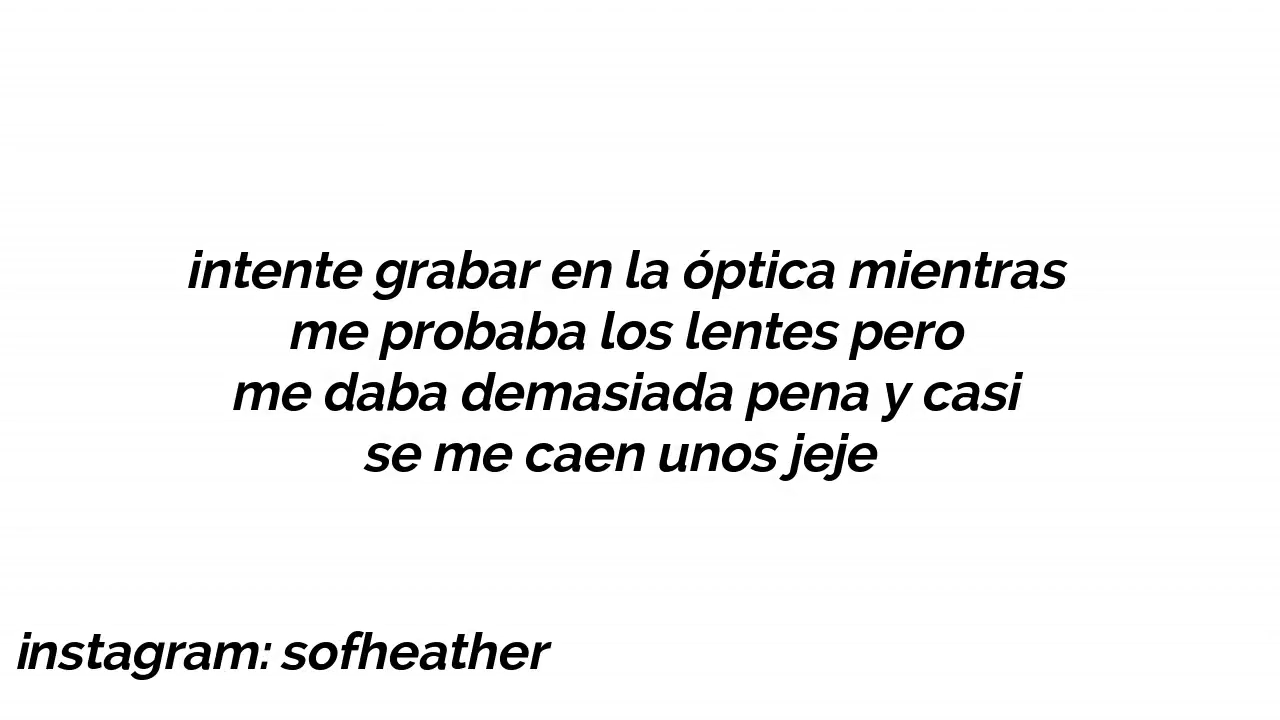 intente grabar en la óptica mientras
me probaba los lentes pero
me daba demasiada pena y casi
se me caen unos jeje
instagram: sofheather